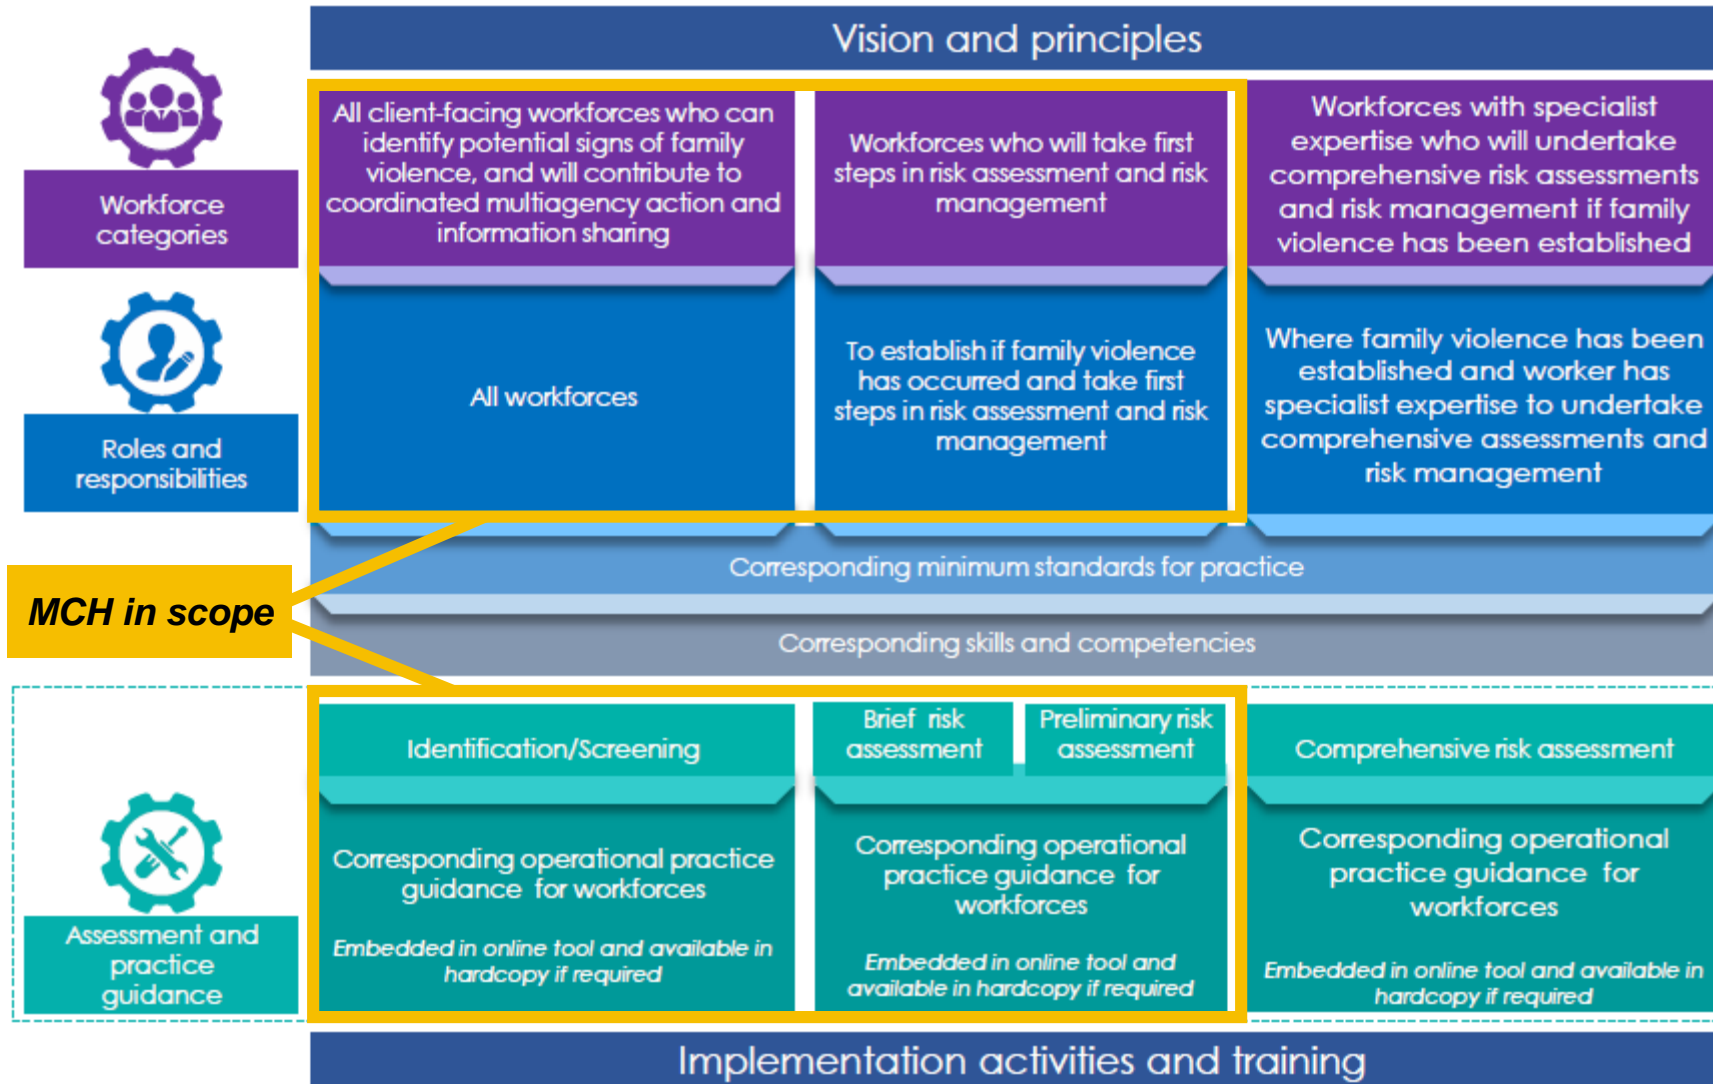 Vision and principles
Workforce
categories
All client-facing workforces who can
identify potential signs of family
violence, and will contribute to
coordinated multiagency action and
information sharing
Workforces who will take first
steps in risk assessment and risk
management
Workforces with specialist
expertise who will undertake
comprehensive risk assessments
and risk management if family
violence has been established
Roles and
responsibilities
All workforces
To establish if family violence
has occurred and take first
steps in risk assessment and risk
management
Where family violence has been
established and worker has
specialist expertise to undertake
comprehensive assessments and
risk management
Corresponding minimum standards for practice
MCH in scope
Corresponding skills and competencies
Assessment and
practice
guidance
Identification/Screening
Brief risk
assessment
Preliminary risk
assessment
Comprehensive risk assessment
Corresponding operational practice
guidance for workforces
Embedded in online tool and available in
hardcopy if required
Corresponding operational
practice guidance for
workforces
Embedded in online tool and
available in hardcopy if required
Corresponding operational
practice guidance for
workforces
Embedded in online tool and available in
hardcopy if required
Implementation activities and training